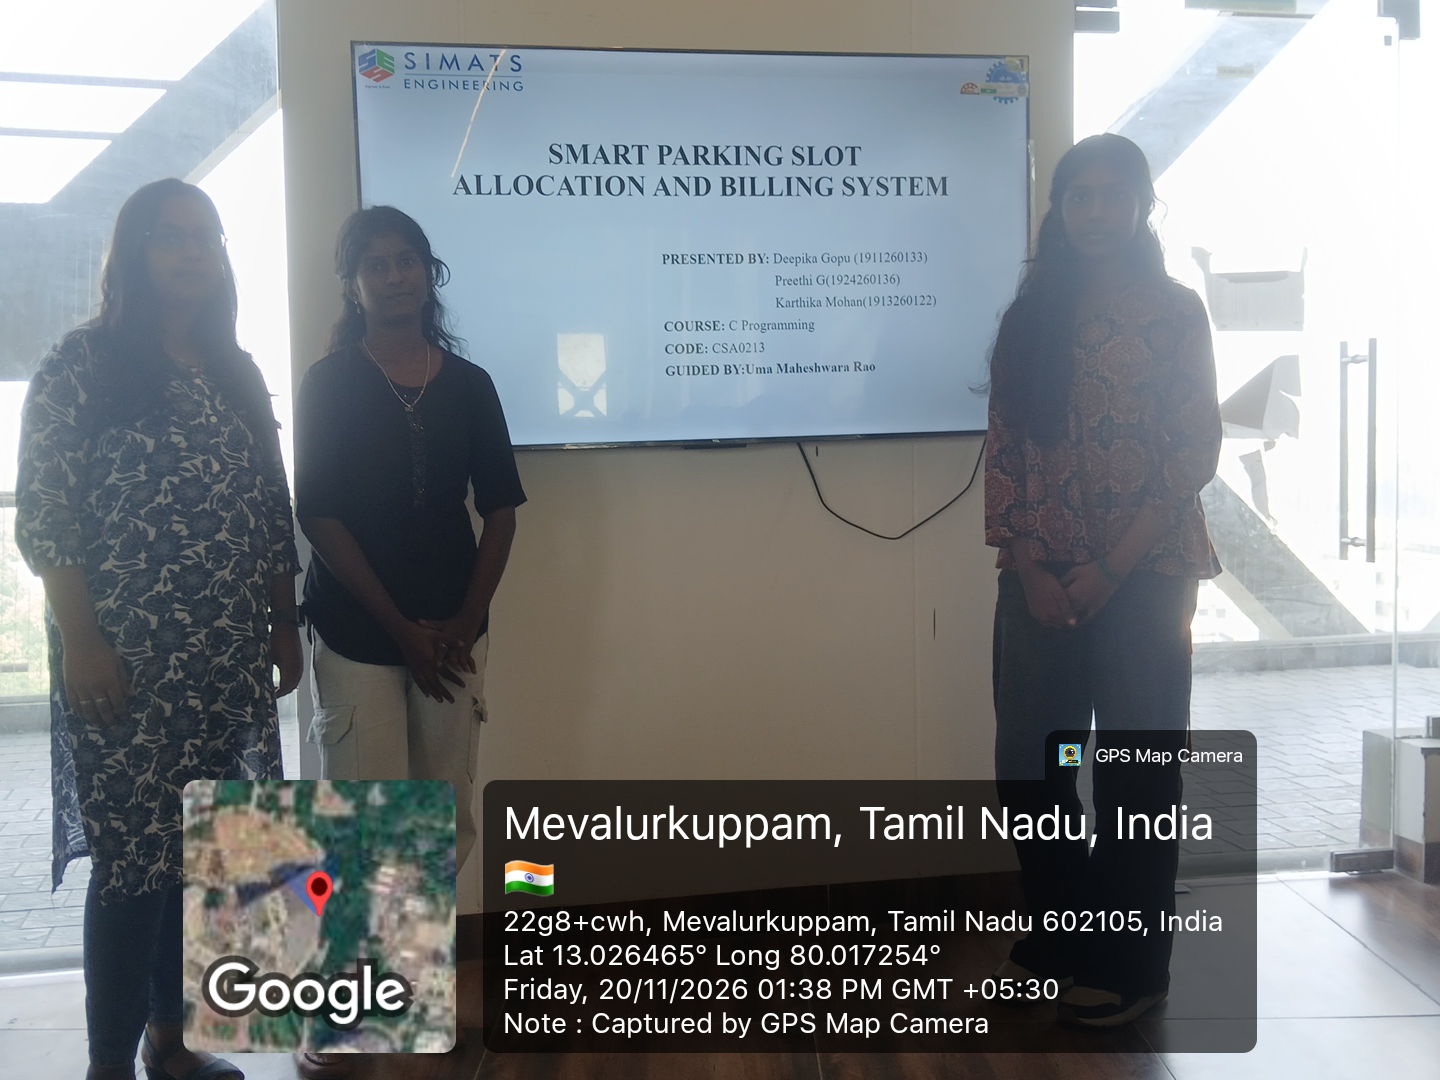 SIMATS
ENGINEERING
SMART PARKING SLOT
ALLOCATION AND BILLING SYSTEM
PRESENTED BY: Deepika Gopu (1911260133)
Preethi G(1924260136)
Karthika Mohan(1913260122)
COURSE: C Programming
CODE: CSA0213
GUIDED BY:Uma Maheshwara Rao
GPS Map Camera
Mevalurkuppam, Tamil Nadu, India
22g8+cwh, Mevalurkuppam, Tamil Nadu 602105, India
Lat 13.026465° Long 80.017254°
Friday, 20/11/2026 01:38 PM GMT +05:30
Note : Captured by GPS Map Camera
Google